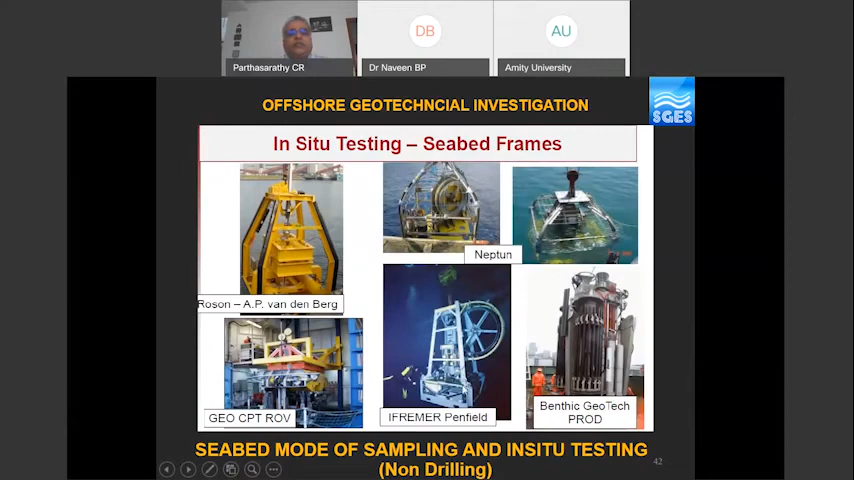 DB
AU
Parthasarathy CR
Dr Naveen BP
Amity University
OFFSHORE GEOTECHNCIAL INVESTIGATION
SGES
In Situ Testing – Seabed Frames
Neptun
Roson – A.P. van den Berg
GEO CPT ROV
IFREMER Penfield
Benthic GeoTech
PROD
SEABED MODE OF SAMPLING AND INSITU TESTING
(Non Drilling)
42